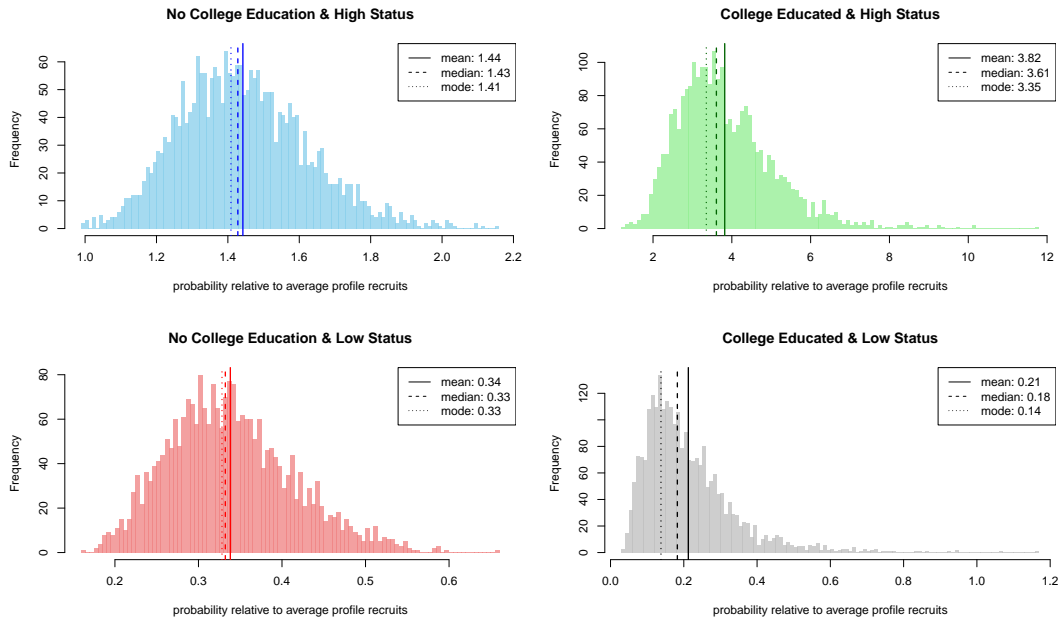 No College Education & High Status
Frequency
0 10 20 30 40 50 60
1.0 1.2 1.4 1.6 1.8 2.0 2.2
probability relative to average profile recruits
mean: 1.44
median: 1.43
mode: 1.41
College Educated & High Status
Frequency
0 20 40 60 80 100
2 4 6 8 10 12
probability relative to average profile recruits
mean: 3.82
median: 3.61
mode: 3.35
No College Education & Low Status
Frequency
0 20 40 60 80
0.2 0.3 0.4 0.5 0.6
probability relative to average profile recruits
mean: 0.34
median: 0.33
mode: 0.33
College Educated & Low Status
Frequency
0 20 40 60 80 120
0.0 0.2 0.4 0.6 0.8 1.0 1.2
probability relative to average profile recruits
mean: 0.21
median: 0.18
mode: 0.14